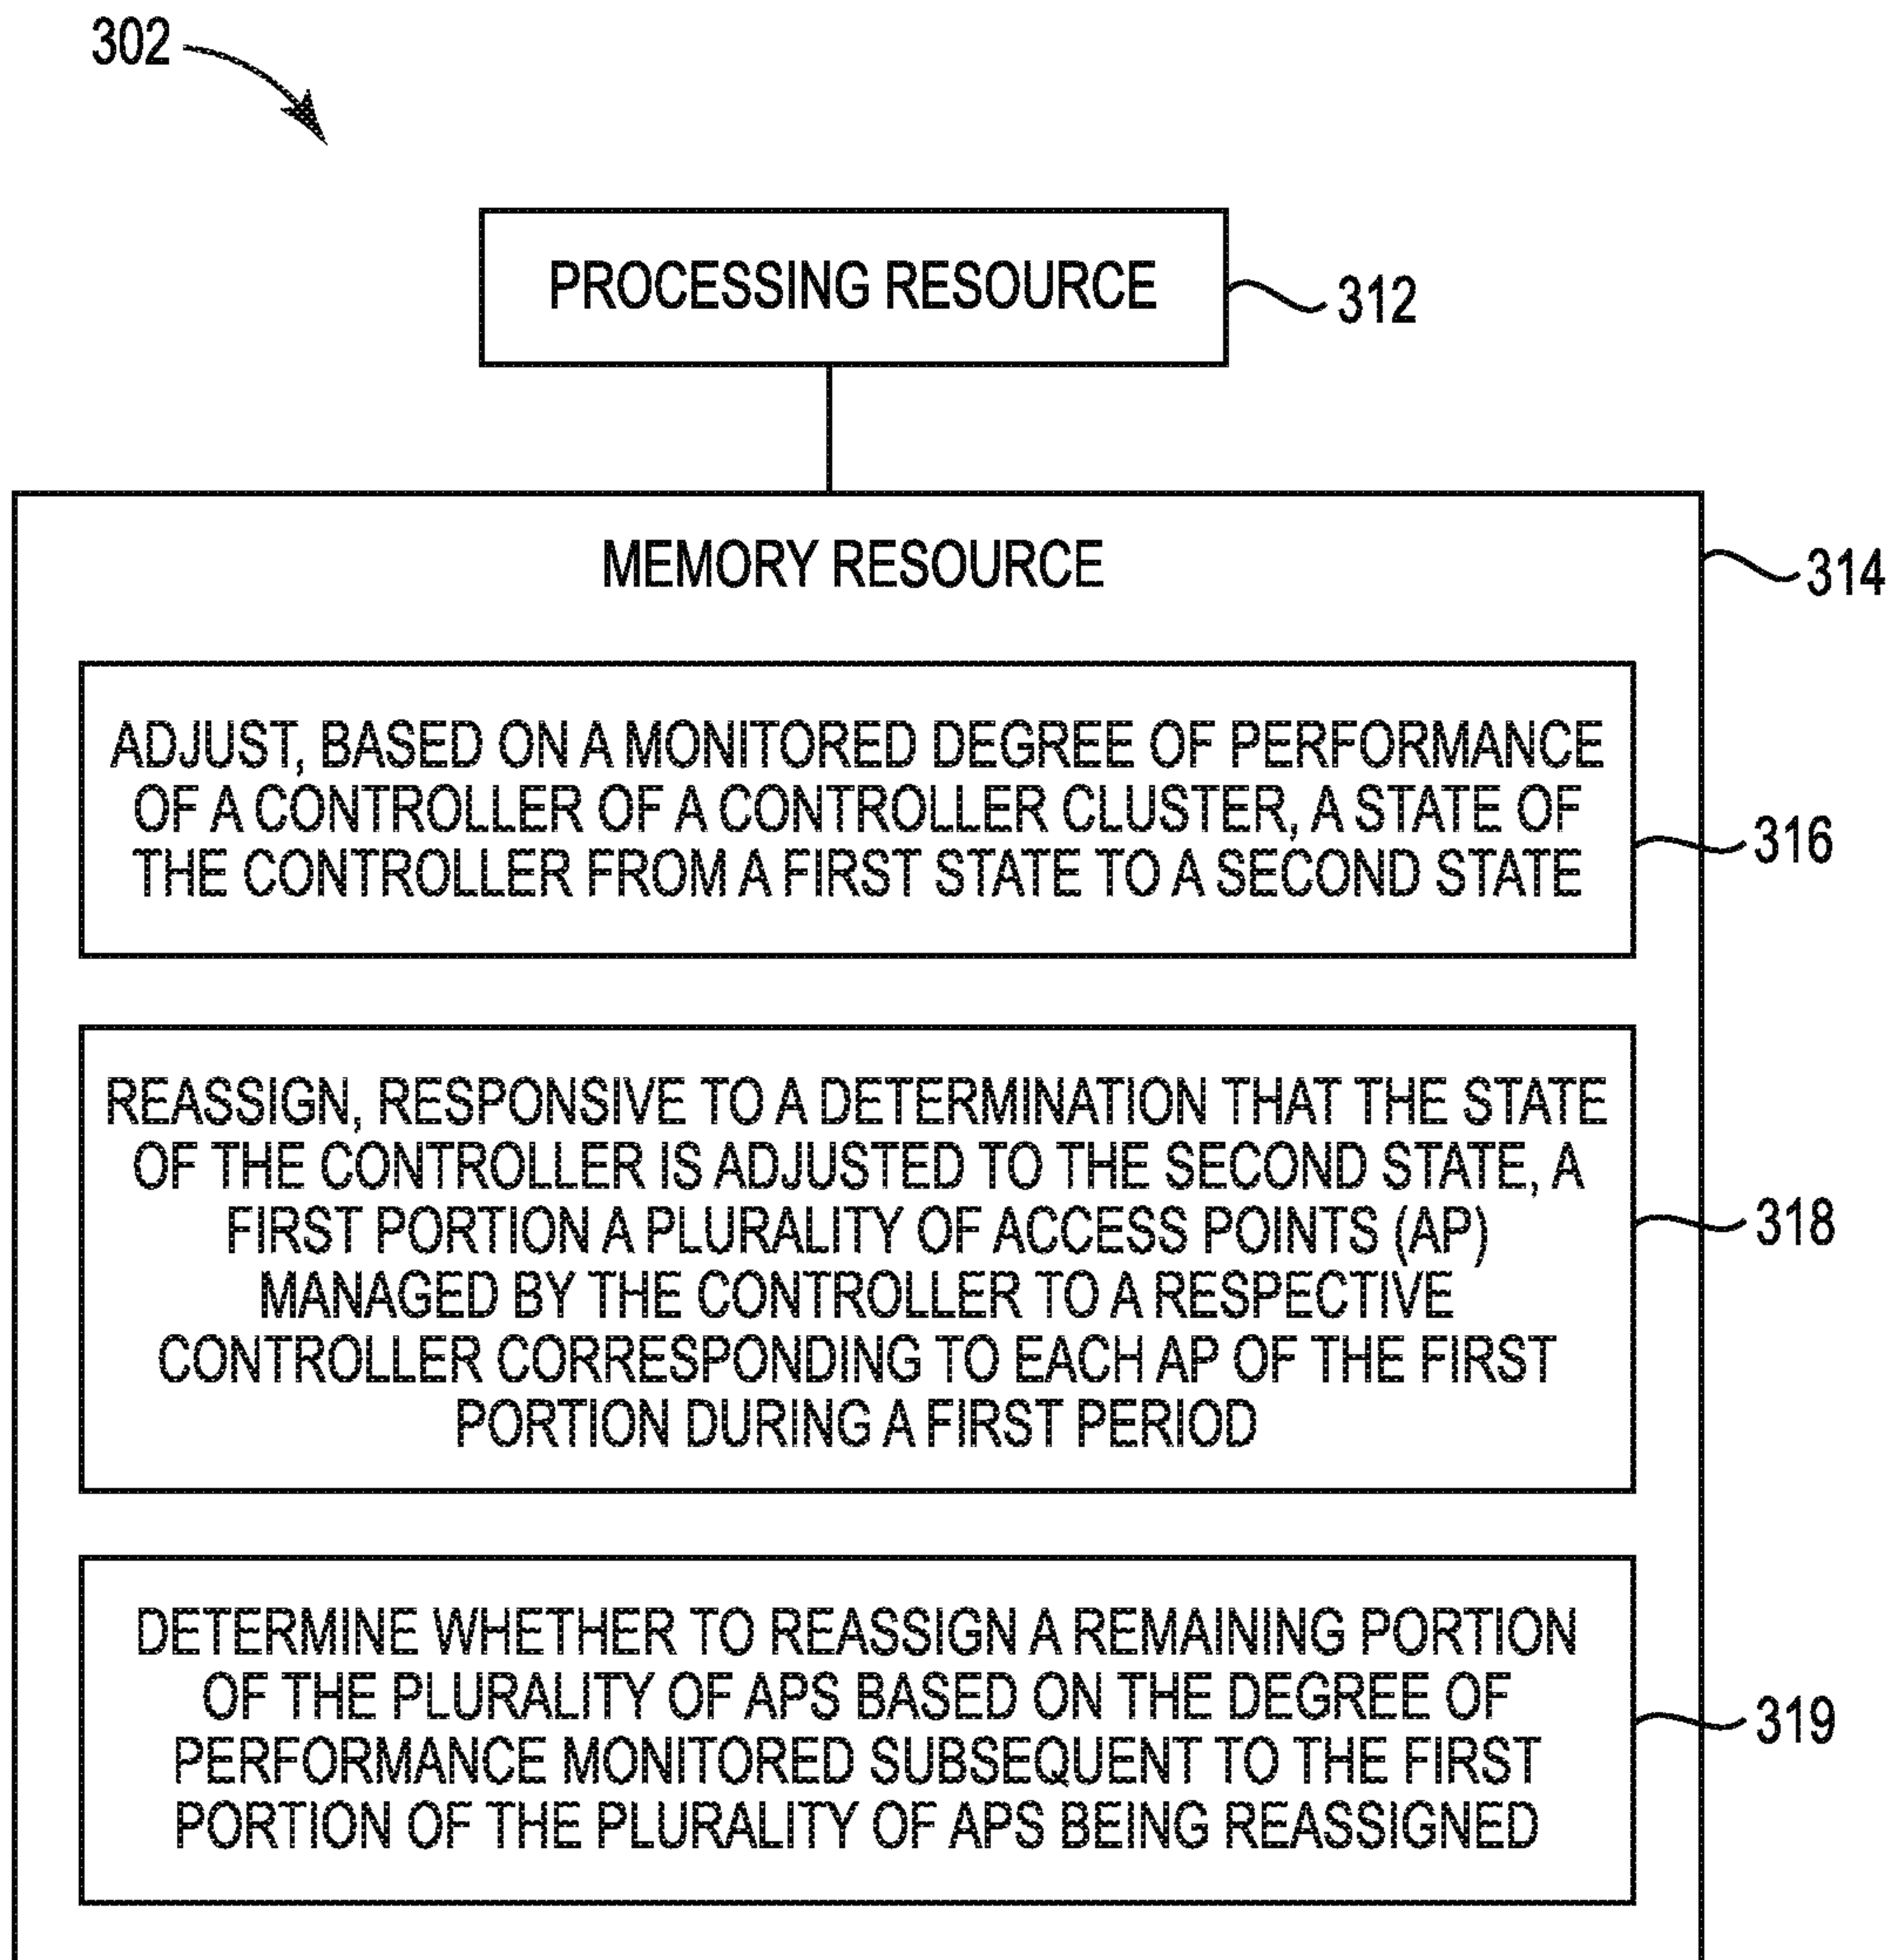 302
PROCESSING RESOURCE
312
MEMORY RESOURCE
314
ADJUST, BASED ON A MONITORED DEGREE OF PERFORMANCE
OF A CONTROLLER OF A CONTROLLER CLUSTER, A STATE OF
THE CONTROLLER FROM A FIRST STATE TO A SECOND STATE
316
REASSIGN, RESPONSIVE TO A DETERMINATION THAT THE STATE
OF THE CONTROLLER IS ADJUSTED TO THE SECOND STATE, A
FIRST PORTION A PLURALITY OF ACCESS POINTS (AP)
MANAGED BY THE CONTROLLER TO A RESPECTIVE
CONTROLLER CORRESPONDING TO EACH AP OF THE FIRST
PORTION DURING A FIRST PERIOD
318
DETERMINE WHETHER TO REASSIGN A REMAINING PORTION
OF THE PLURALITY OF APS BASED ON THE DEGREE OF
PERFORMANCE MONITORED SUBSEQUENT TO THE FIRST
PORTION OF THE PLURALITY OF APS BEING REASSIGNED
319